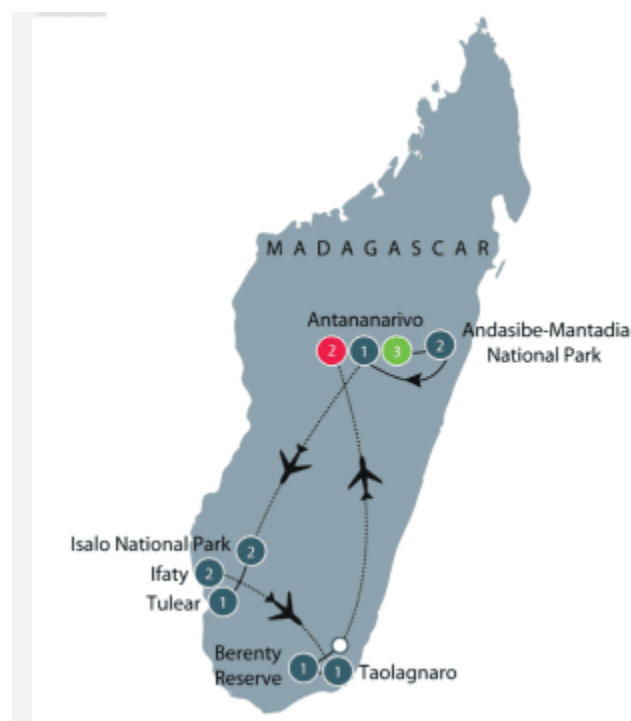 MADAGASCAR
Antananarivo
2 1 3 2
Andasibe-Mantadia
National Park
Isalo National Park
2
Ifaty
2
Tulear
1
Berenty
Reserve
1
1
Taolagnaro